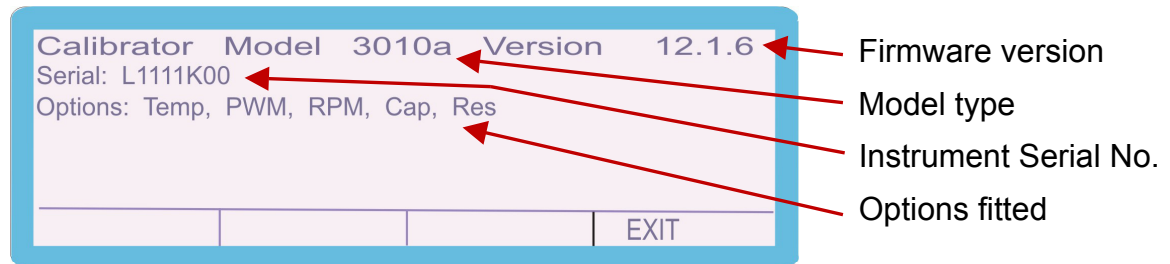 Calibrator Model 3010a Version 12.1.6
Serial: L1111K00
Options: Temp, PWM, RPM, Cap, Res
EXIT
Firmware version
Model type
Instrument Serial No.
Options fitted